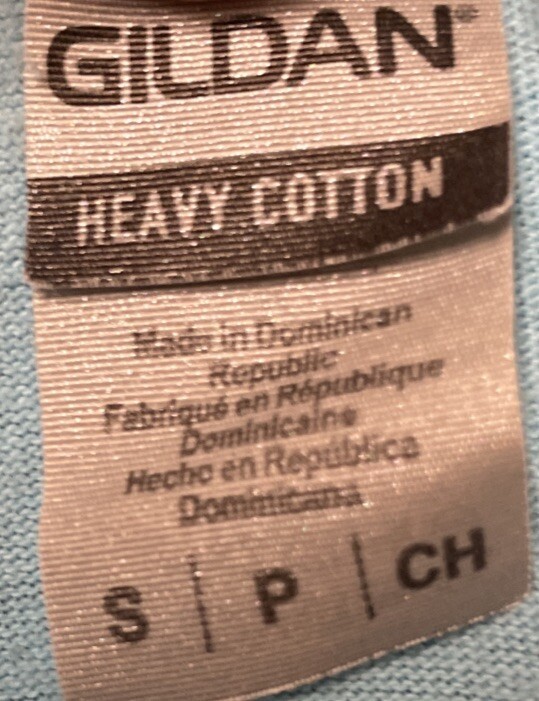 GILDAN®
HEAVY COTTON
Made in Dominican
Republic
Fabriqué en République
Dominicaine
Hecho en República
Dominicana
S | P | CH